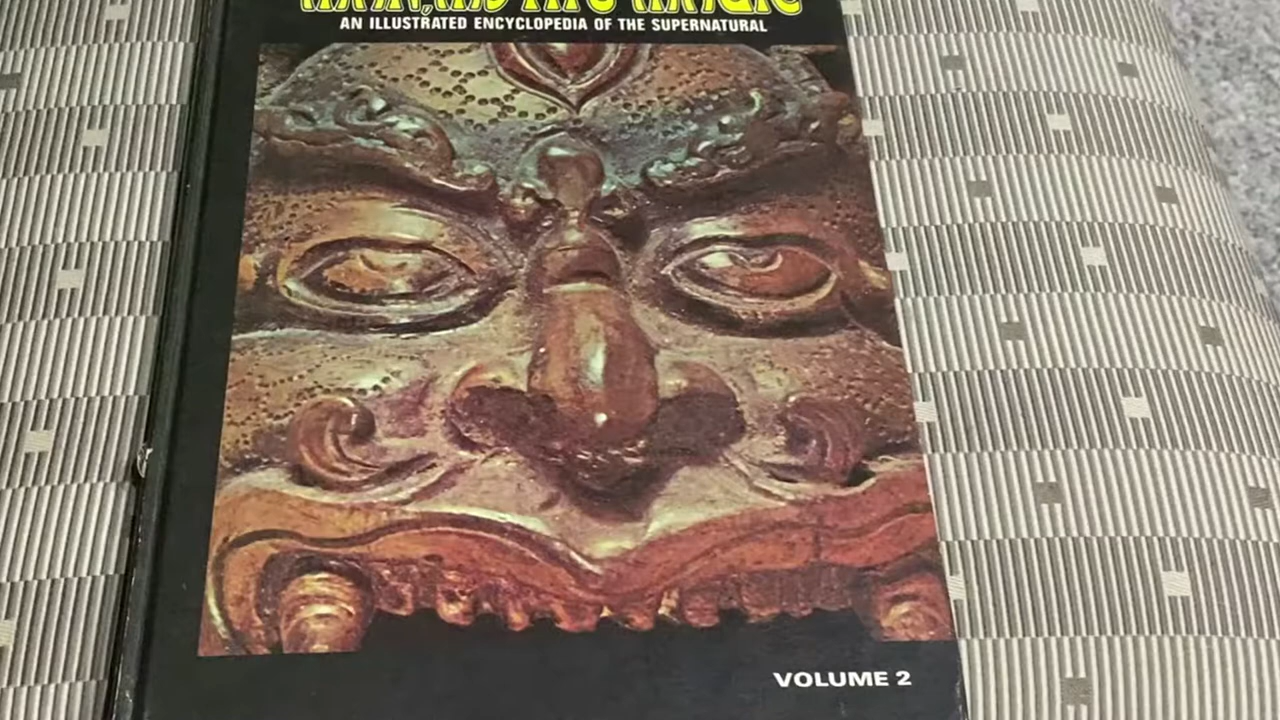 AN ILLUSTRATED ENCYCLOPEDIA OF THE SUPERNATURAL
VOLUME 2